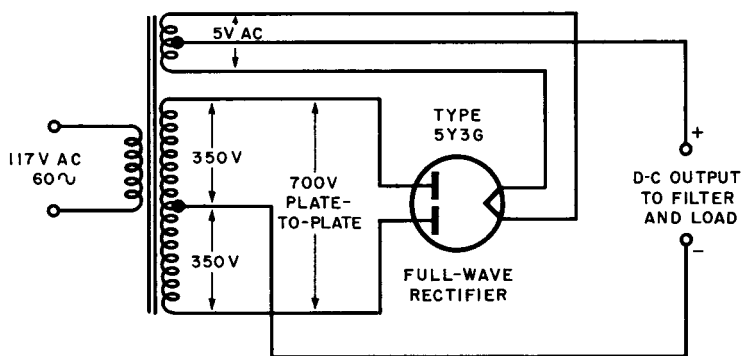 5V AC
117V AC
60∿
350V
350V
700V
PLATE-
TO-PLATE
TYPE
5Y3G
FULL-WAVE
RECTIFIER
+
D-C OUTPUT
TO FILTER
AND LOAD
−